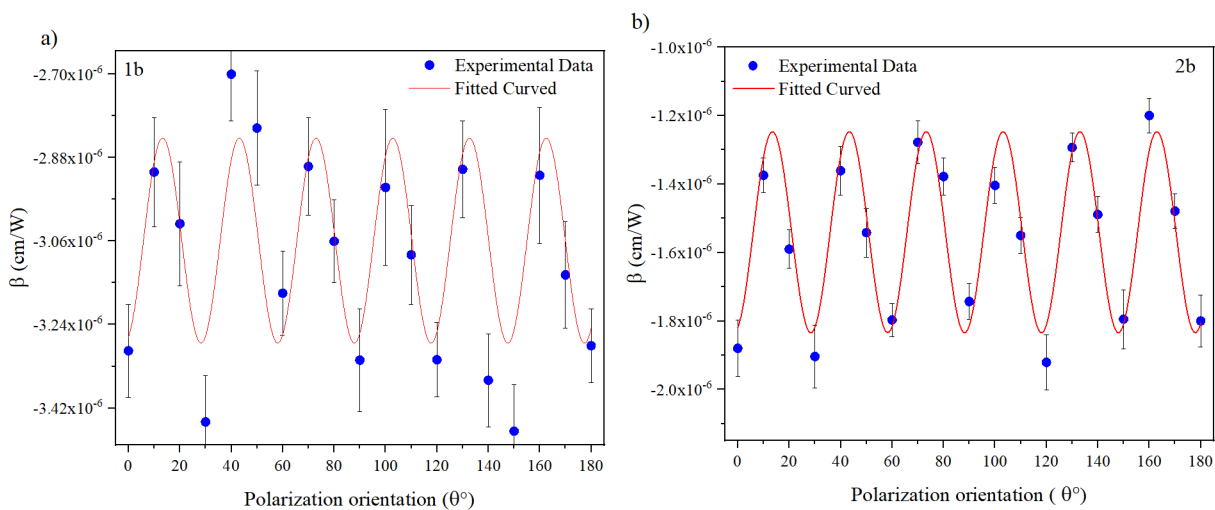 a)
1b
Experimental Data
Fitted Curved
-2.70x10⁻⁶
-2.88x10⁻⁶
-3.06x10⁻⁶
-3.24x10⁻⁶
-3.42x10⁻⁶
β (cm/W)
0 20 40 60 80 100 120 140 160 180
Polarization orientation (θ°)
b)
2b
Experimental Data
Fitted Curved
-1.0x10⁻⁶
-1.2x10⁻⁶
-1.4x10⁻⁶
-1.6x10⁻⁶
-1.8x10⁻⁶
-2.0x10⁻⁶
β (cm/W)
0 20 40 60 80 100 120 140 160 180
Polarization orientation ( θ°)